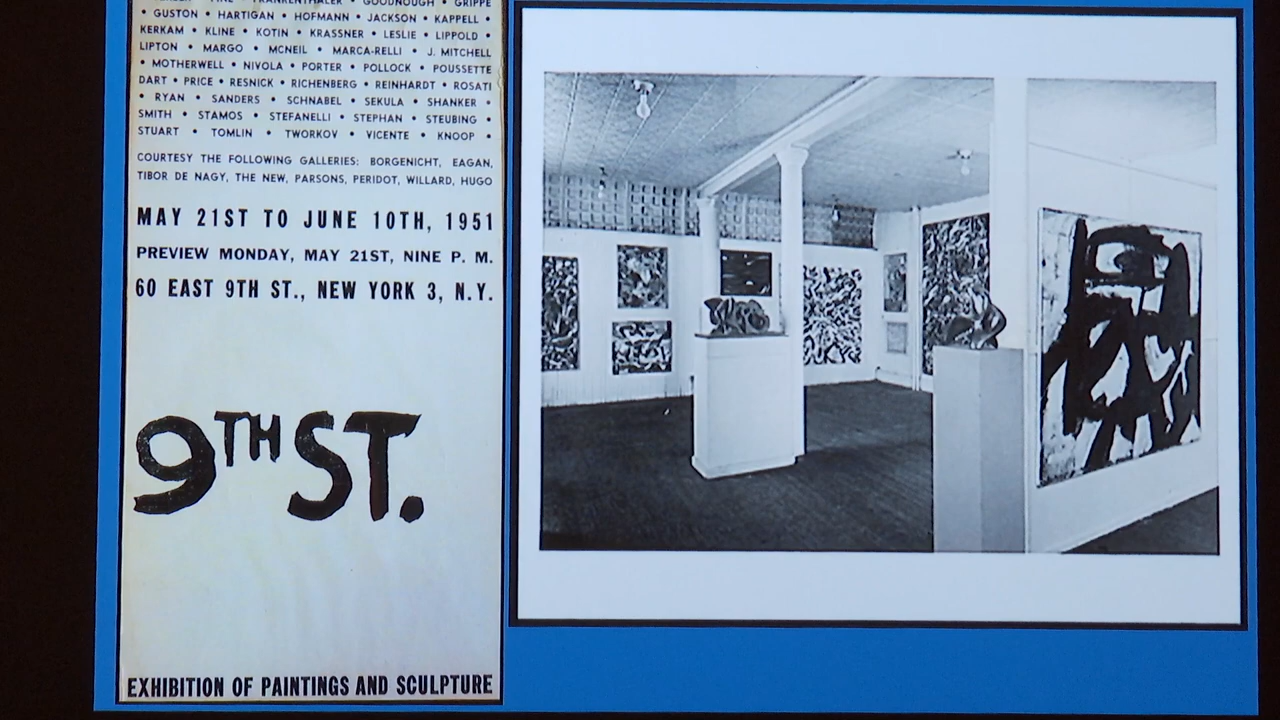 • FRANKENTHALER • GOODNOUGH • GRIPPE
• GUSTON • HARTIGAN • HOFMANN • JACKSON • KAPPELL •
KERKAM • KLINE • KOTIN • KRASSNER • LESLIE • LIPPOLD •
LIPTON • MARGO • MCNEIL • MARCA-RELLI • J. MITCHELL
• MOTHERWELL • NIVOLA • PORTER • POLLOCK • POUSSETTE
DART • PRICE • RESNICK • RICHENBERG • REINHARDT • ROSATI
• RYAN • SANDERS • SCHNABEL • SEKULA • SHANKER •
SMITH • STAMOS • STEFANELLI • STEPHAN • STEUBING •
STUART • TOMLIN • TWORKOV • VICENTE • KNOOP •
COURTESY THE FOLLOWING GALLERIES: BORGENICHT, EAGAN,
TIBOR DE NAGY, THE NEW, PARSONS, PERIDOT, WILLARD, HUGO
MAY 21ST TO JUNE 10TH, 1951
PREVIEW MONDAY, MAY 21ST, NINE P. M.
60 EAST 9TH ST., NEW YORK 3, N.Y.
9TH ST.
EXHIBITION OF PAINTINGS AND SCULPTURE